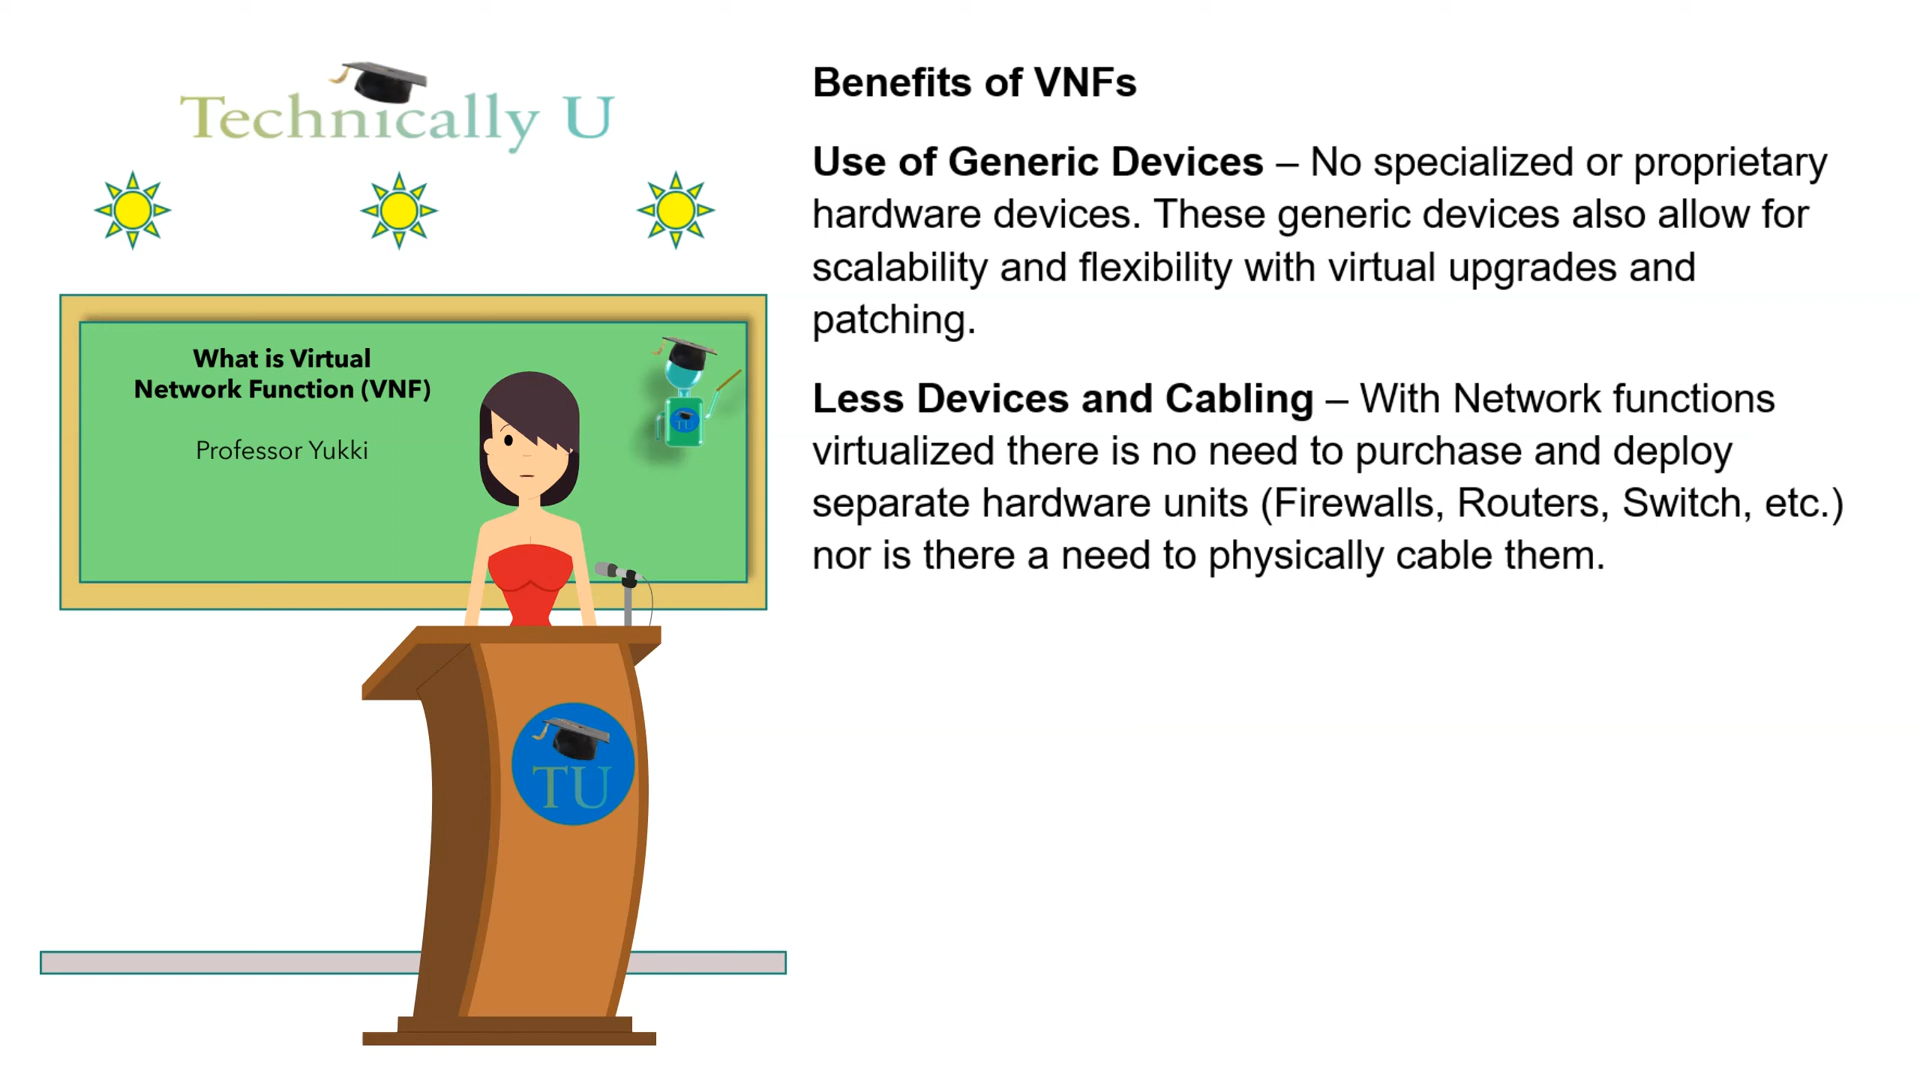 Technically U
What is Virtual
Network Function (VNF)
Professor Yukki
TU
TU
Benefits of VNFs
Use of Generic Devices – No specialized or proprietary
hardware devices. These generic devices also allow for
scalability and flexibility with virtual upgrades and
patching.
Less Devices and Cabling – With Network functions
virtualized there is no need to purchase and deploy
separate hardware units (Firewalls, Routers, Switch, etc.)
nor is there a need to physically cable them.